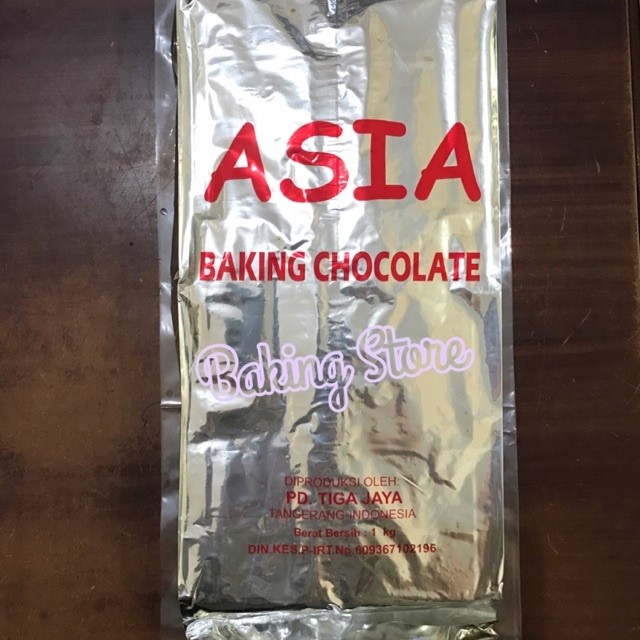 ASIA
BAKING CHOCOLATE
Baking Store
DIPRODUKSI OLEH:
PD. TIGA JAYA
TANGERANG-INDONESIA
Berat Bersih : 1 kg
DIN.KES.P-IRT.Np.609367102195